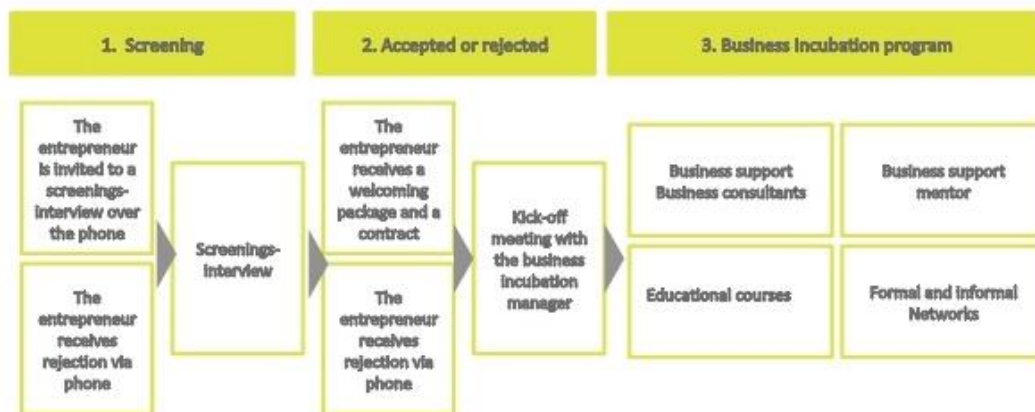 1. Screening
2. Accepted or rejected
3. Business incubation program
The
entrepreneur
is invited to a
screenings-
interview over
the phone
The
entrepreneur
receives
rejection via
phone
Screenings-
interview
The
entrepreneur
receives a
welcoming
package and a
contract
The
entrepreneur
receives
rejection via
phone
Kick-off
meeting with
the business
incubation
manager
Business support
Business consultants
Business support
mentor
Educational courses
Formal and informal
Networks